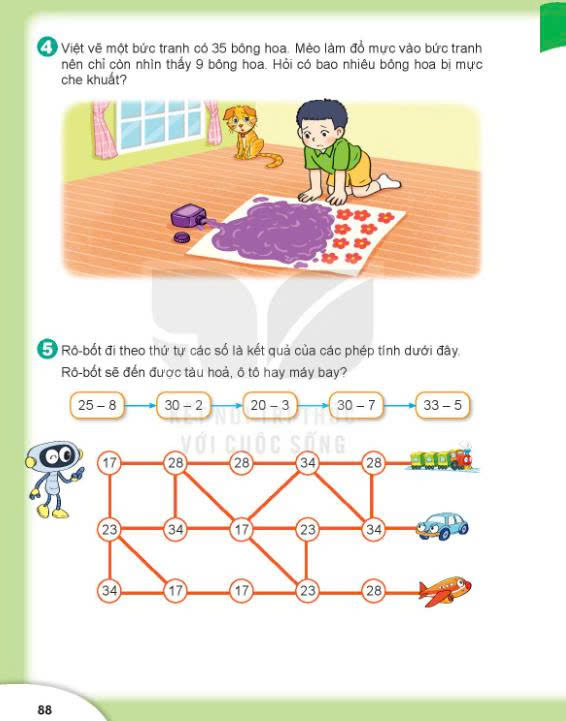 4 Việt vẽ một bức tranh có 35 bông hoa. Mèo làm đổ mực vào bức tranh
nên chỉ còn nhìn thấy 9 bông hoa. Hỏi có bao nhiêu bông hoa bị mực
che khuất?
5 Rô-bốt đi theo thứ tự các số là kết quả của các phép tính dưới đây.
Rô-bốt sẽ đến được tàu hoả, ô tô hay máy bay?
25 – 8 30 – 2 20 – 3 30 – 7 33 – 5
KẾT NỐI TRI THỨC
VỚI CUỘC SỐNG
17 28 28 34 28
23 34 17 23 34
34 17 17 23 28
88